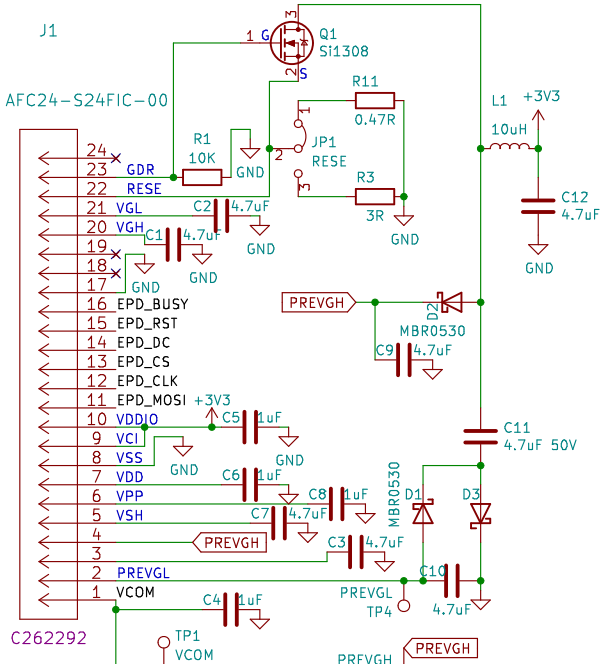 J1
AFC24-S24FIC-00
3
1 G
Q1
Si1308
2 S
R11
0.47R
1
2
3
JP1
RESE
R3
3R
GND
L1
10uH
+3V3
C12
4.7uF
GND
R1
10K
GND
24
23 GDR
22 RESE
21 VGL
C2 4.7uF
GND
20 VGH
C1 4.7uF
GND
19
18
17
GND
16 EPD_BUSY
15 EPD_RST
14 EPD_DC
13 EPD_CS
12 EPD_CLK
11 EPD_MOSI
10 VDDIO
+3V3
C5 1uF
GND
9 VCI
8 VSS
GND
7 VDD
C6 1uF
6 VPP
C8 1uF
5 VSH
C7 4.7uF
4
PREVGH
3
C3 4.7uF
2 PREVGL
1 VCOM
C4 1uF
C262292
TP1
VCOM
PREVGH
D2
MBR0530
C9 4.7uF
C11
4.7uF 50V
MBR0530
D1
D3
C10
4.7uF
PREVGL
TP4
PREVGH
PREVGH